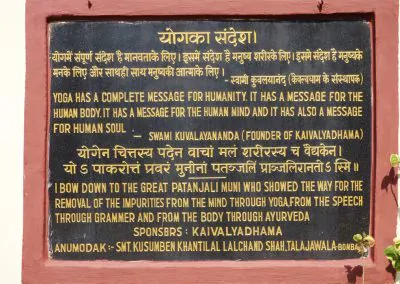 योगका संदेश।
योगमें संपूर्ण संदेश है मानवताके लिए। इसमें संदेश है मनुष्य शरीरके लिए। इसमें संदेश है मनुष्यके
मनके लिए और साथही साथ मनुष्यकी आत्माके लिए। -
- स्वामी कुवलयानंद (कैवल्यधाम के संस्थापक)
YOGA HAS A COMPLETE MESSAGE FOR HUMANITY. IT HAS A MESSAGE FOR THE
HUMAN BODY. IT HAS A MESSAGE FOR THE HUMAN MIND AND IT HAS ALSO A MESSAGE
FOR HUMAN SOUL - SWAMI KUVALAYANANDA (FOUNDER OF KAIVALYADHAMA)
योगेन चित्तस्य पदेन वाचां मलं शरीरस्य च वैद्यकेन।
यो ऽ पाकरोत्तं प्रवरं मुनीनां पतञ्जलिं प्राञ्जलिरानतो ऽ स्मि॥
I BOW DOWN TO THE GREAT PATANJALI MUNI WHO SHOWED THE WAY FOR THE
REMOVAL OF THE IMPURITIES FROM THE MIND THROUGH YOGA, FROM THE SPEECH
THROUGH GRAMMER AND FROM THE BODY THROUGH AYURVEDA
SPONSBRS : KAIVALYADHAMA
ANUMODAK :- SMT. KUSUMBEN KHANTILAL LALCHAND SHAH, TALAJAWALA-BOMBAY